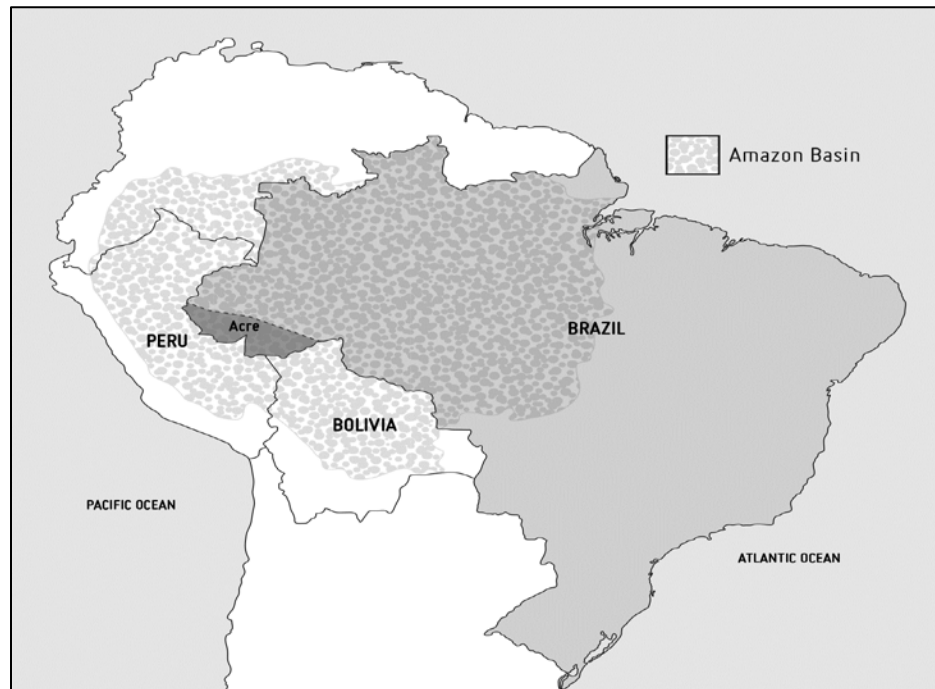 Amazon Basin
Acre
PERU
BRAZIL
BOLIVIA
PACIFIC OCEAN
ATLANTIC OCEAN